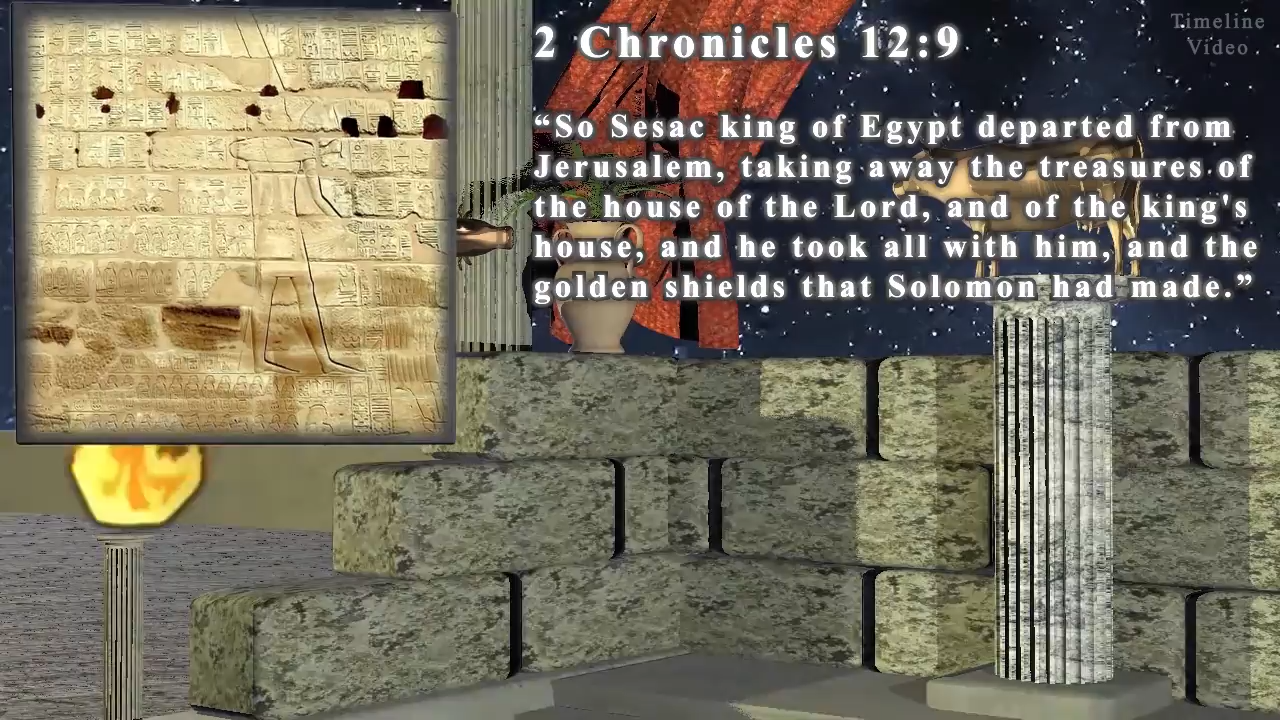 2 Chronicles 12:9
“So Sesac king of Egypt departed from
Jerusalem, taking away the treasures of
the house of the Lord, and of the king's
house, and he took all with him, and the
golden shields that Solomon had made.”
Timeline
Video